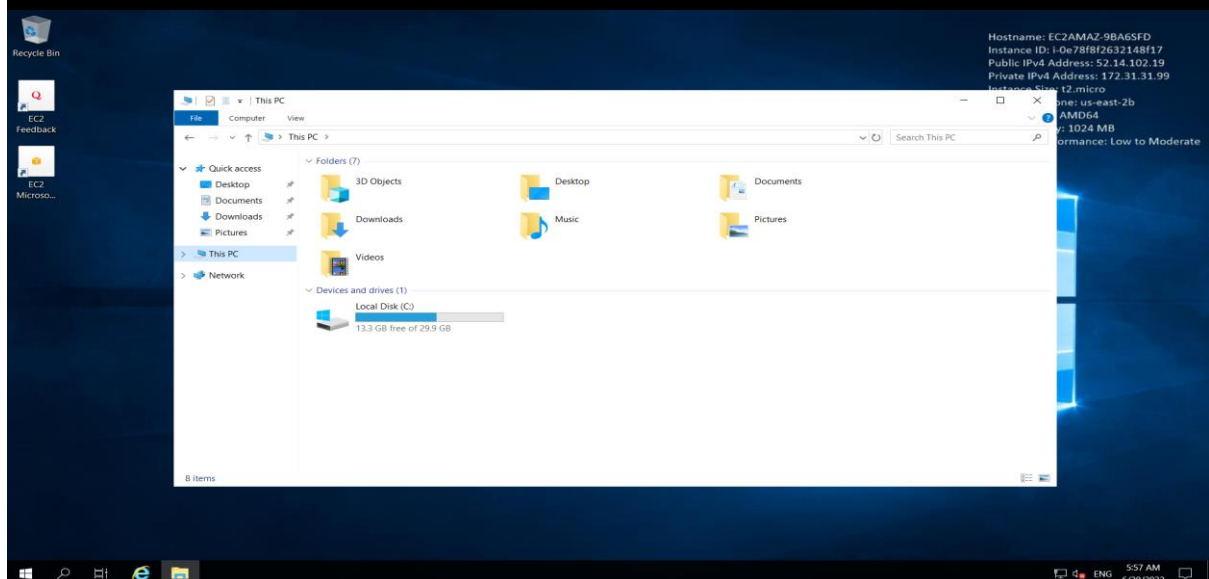 Recycle Bin
EC2
Feedback
EC2
Microso...
Hostname: EC2AMAZ-9BA6SFD
Instance ID: i-0e78f8f2632148f17
Public IPv4 Address: 52.14.102.19
Private IPv4 Address: 172.31.31.99
Instance Size: t2.micro
one: us-east-2b
AMD64
y: 1024 MB
ormance: Low to Moderate
This PC
File Computer View
This PC
Search This PC
Quick access
Desktop
Documents
Downloads
Pictures
This PC
Network
Folders (7)
3D Objects
Desktop
Documents
Downloads
Music
Pictures
Videos
Devices and drives (1)
Local Disk (C:)
13.3 GB free of 29.9 GB
8 items
ENG
5:57 AM